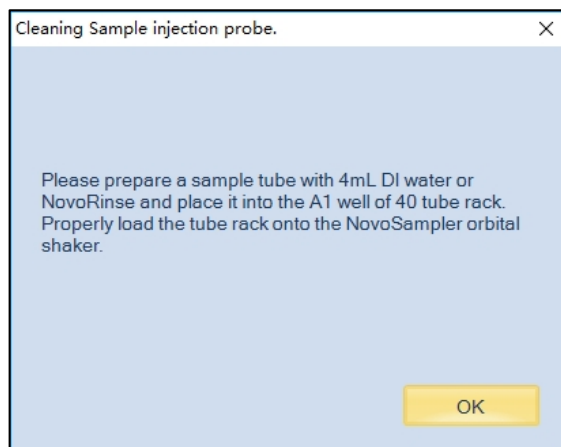 Cleaning Sample injection probe.
Please prepare a sample tube with 4mL DI water or
NovoRinse and place it into the A1 well of 40 tube rack.
Properly load the tube rack onto the NovoSampler orbital
shaker.
OK